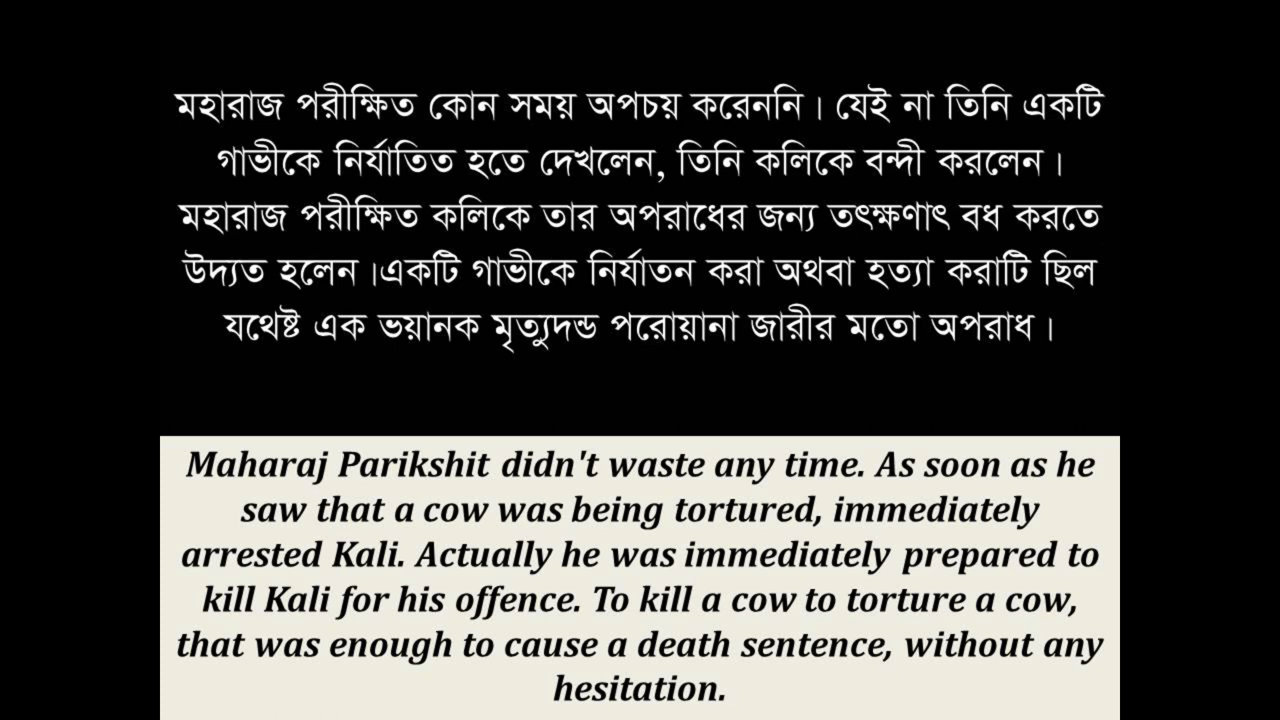 মহারাজ পরীক্ষিত কোন সময় অপচয় করেননি। যেই না তিনি একটি
গাভীকে নির্যাতিত হতে দেখলেন, তিনি কলিকে বন্দী করলেন।
মহারাজ পরীক্ষিত কলিকে তার অপরাধের জন্য তৎক্ষণাৎ বধ করতে
উদ্যত হলেন।একটি গাভীকে নির্যাতন করা অথবা হত্যা করাটি ছিল
যথেষ্ট এক ভয়ানক মৃত্যুদন্ড পরোয়ানা জারীর মতো অপরাধ।
Maharaj Parikshit didn't waste any time. As soon as he
saw that a cow was being tortured, immediately
arrested Kali. Actually he was immediately prepared to
kill Kali for his offence. To kill a cow to torture a cow,
that was enough to cause a death sentence, without any
hesitation.